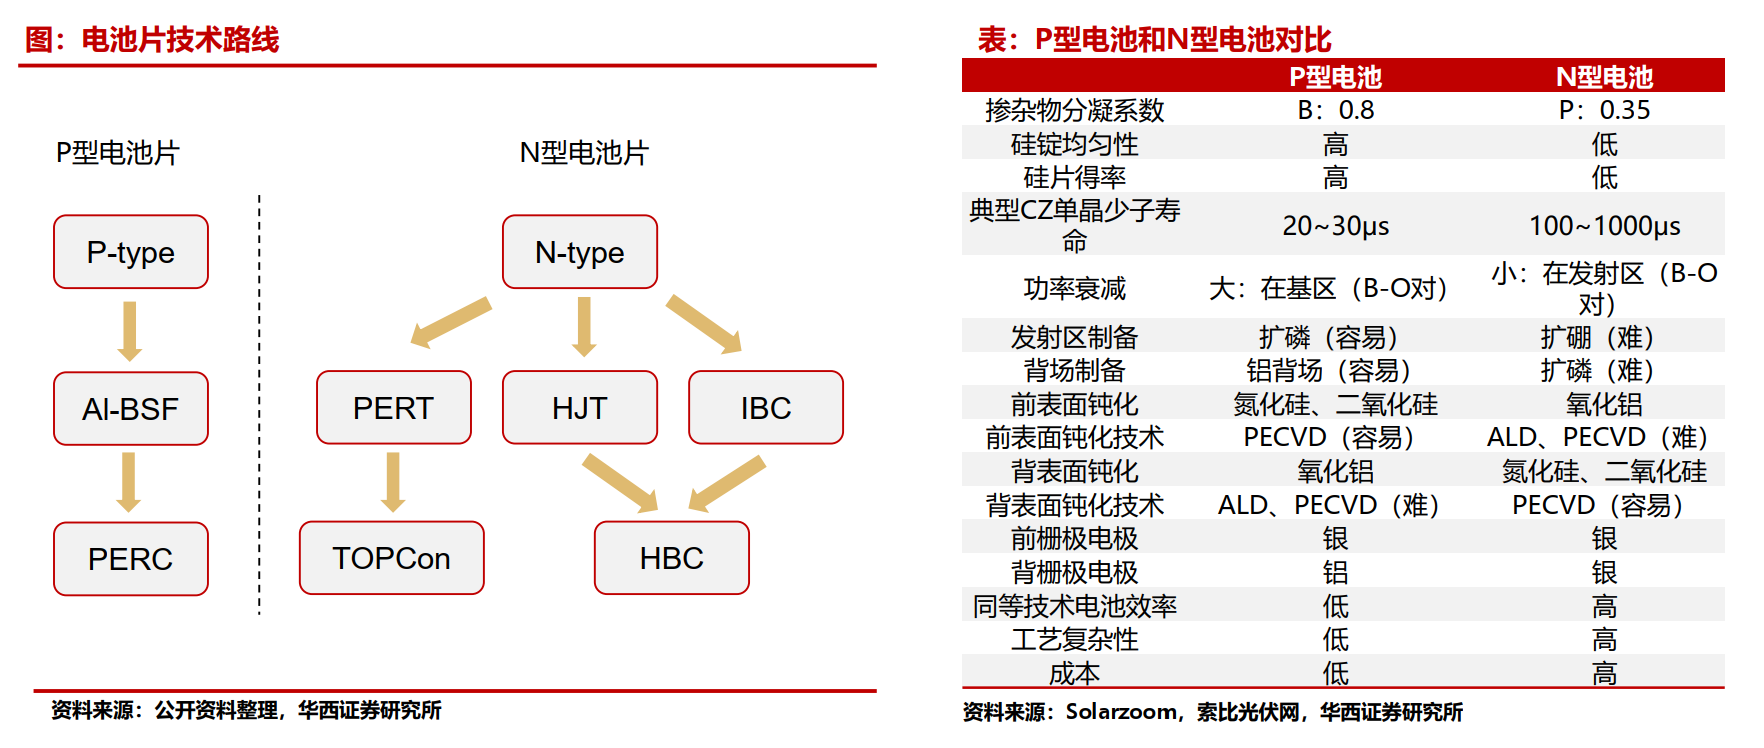 图：电池片技术路线
P型电池片
N型电池片
P-type
N-type
Al-BSF
PERT
HJT
IBC
PERC
TOPCon
HBC
资料来源：公开资料整理，华西证券研究所
表：P型电池和N型电池对比
P型电池 N型电池
掺杂物分凝系数 B：0.8 P：0.35
硅锭均匀性 高 低
硅片得率 高 低
典型CZ单晶少子寿
命 20~30μs 100~1000μs
功率衰减 大：在基区（B-O对） 小：在发射区（B-O
对）
发射区制备 扩磷（容易） 扩硼（难）
背场制备 铝背场（容易） 扩磷（难）
前表面钝化 氮化硅、二氧化硅 氧化铝
前表面钝化技术 PECVD（容易） ALD、PECVD（难）
背表面钝化 氧化铝 氮化硅、二氧化硅
背表面钝化技术 ALD、PECVD（难） PECVD（容易）
前栅极电极 银 银
背栅极电极 铝 银
同等技术电池效率 低 高
工艺复杂性 低 高
成本 低 高
资料来源：Solarzoom，索比光伏网，华西证券研究所